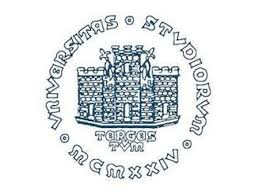 VNIVERSITAS STVDIORVM
TERGES
TVM
MCMXXIV